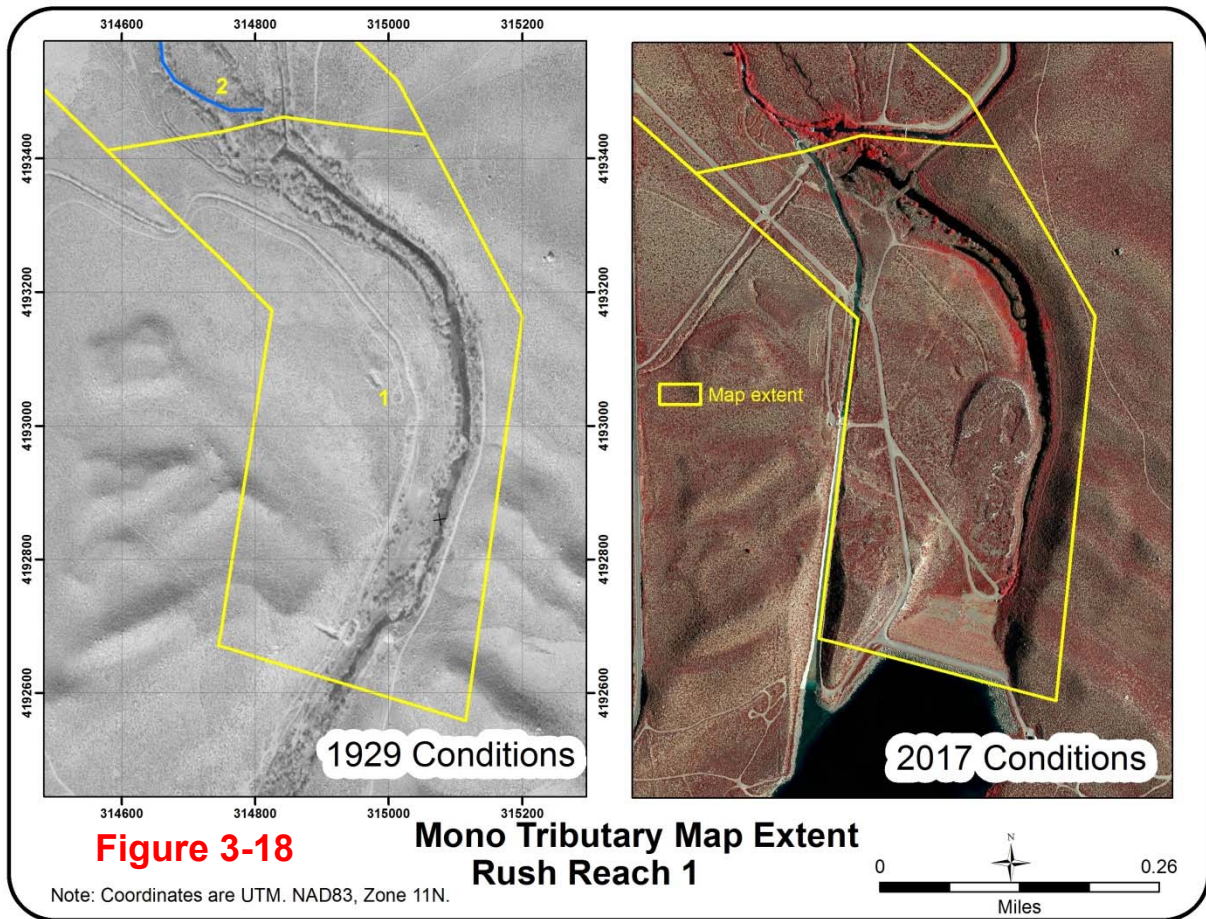 314600 314800 315000 315200
2
4193400 4193400
4193200 4193200
1
4193000 4193000
Map extent
4192800 4192800
4192600 4192600
1929 Conditions
2017 Conditions
314600 314800 315000 315200
Figure 3-18
Mono Tributary Map Extent
Rush Reach 1
N
0 0.26
Miles
Note: Coordinates are UTM. NAD83, Zone 11N.